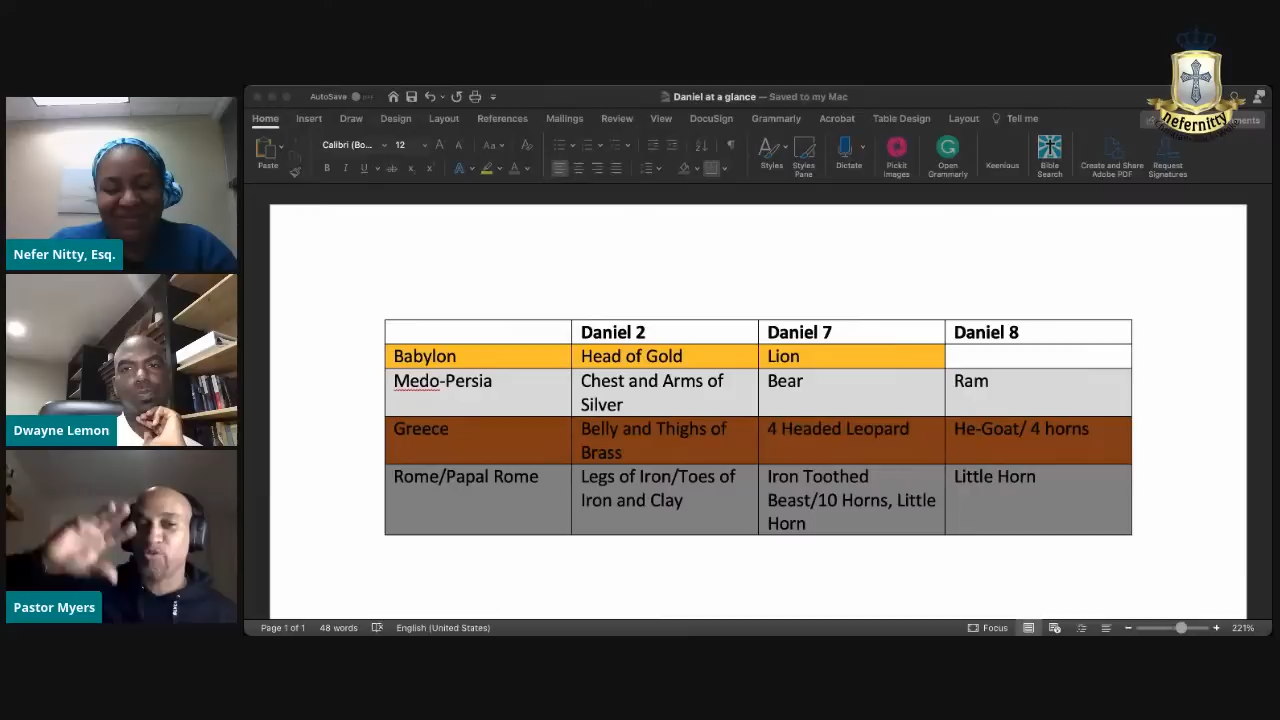 nefernitty
AutoSave
Daniel at a glance — Saved to my Mac
Home Insert Draw Design Layout References Mailings Review View DocuSign Grammarly Acrobat Table Design Layout Tell me
ments
Paste
Calibri (Bo... 12
Styles
Styles Pane
Dictate
Pickit Images
Open Grammarly
Keenious
Bible Search
Create and Share Adobe PDF
Request Signatures
Nefer Nitty, Esq.
Dwayne Lemon
Pastor Myers
Daniel 2 Daniel 7 Daniel 8
Babylon Head of Gold Lion
Medo-Persia Chest and Arms of Bear Ram
Silver
Greece Belly and Thighs of 4 Headed Leopard He-Goat/ 4 horns
Brass
Rome/Papal Rome Legs of Iron/Toes of Iron Toothed Little Horn
Iron and Clay Beast/10 Horns, Little
Horn
Page 1 of 1 48 words English (United States) Focus 221%